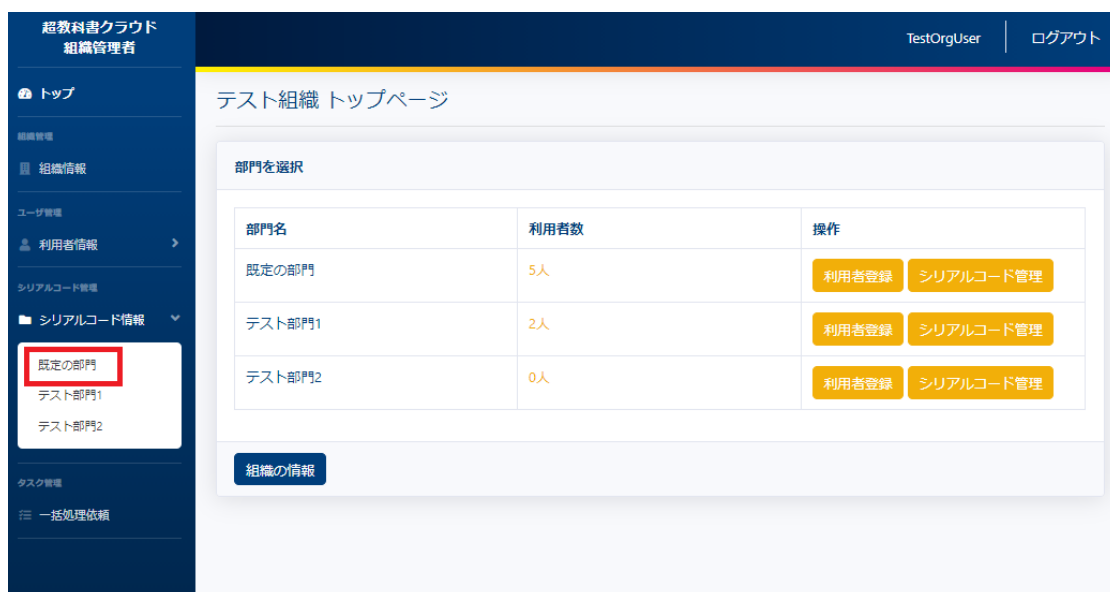 超教科書クラウド
組織管理者
TestOrgUser
ログアウト
トップ
組織管理
組織情報
ユーザ管理
利用者情報
シリアルコード管理
シリアルコード情報
既定の部門
テスト部門1
テスト部門2
タスク管理
一括処理依頼
テスト組織 トップページ
部門を選択
部門名 利用者数 操作
既定の部門 5人 利用者登録 シリアルコード管理
テスト部門1 2人 利用者登録 シリアルコード管理
テスト部門2 0人 利用者登録 シリアルコード管理
組織の情報